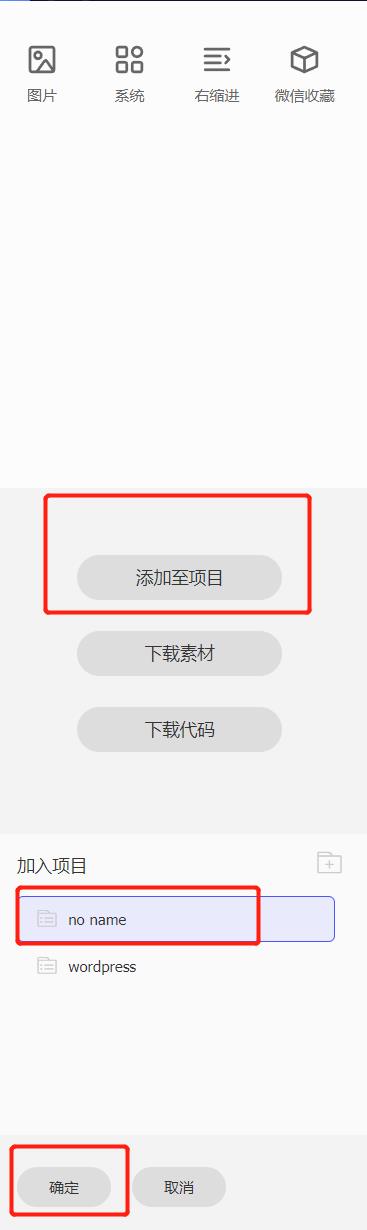 图片 系统 右缩进 微信收藏
添加至项目
下载素材
下载代码
加入项目
no name
wordpress
确定 取消